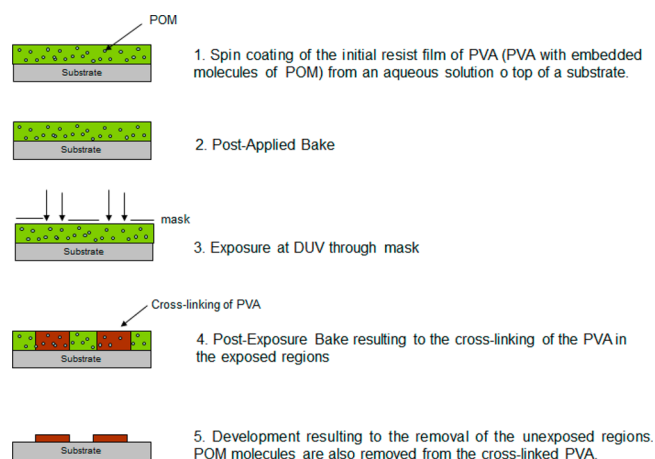 POM
Substrate
1. Spin coating of the initial resist film of PVA (PVA with embedded
molecules of POM) from an aqueous solution o top of a substrate.
Substrate
2. Post-Applied Bake
mask
Substrate
3. Exposure at DUV through mask
Cross-linking of PVA
Substrate
4. Post-Exposure Bake resulting to the cross-linking of the PVA in
the exposed regions
Substrate
5. Development resulting to the removal of the unexposed regions.
POM molecules are also removed from the cross-linked PVA.